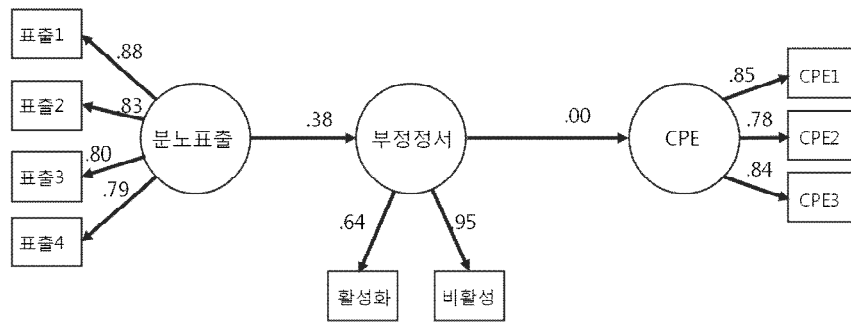 표출1
.88
표출2
.83
표출3
.80
표출4
.79
분노표출
.38
부정정서
.00
CPE
.85
CPE1
.78
CPE2
.84
CPE3
.64
.95
활성화
비활성